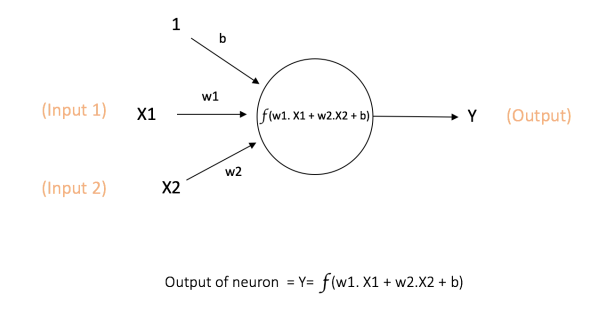 1
b
w1
(Input 1) X1 f(w1. X1 + w2.X2 + b) Y (Output)
w2
(Input 2) X2
Output of neuron = Y= f(w1. X1 + w2.X2 + b)